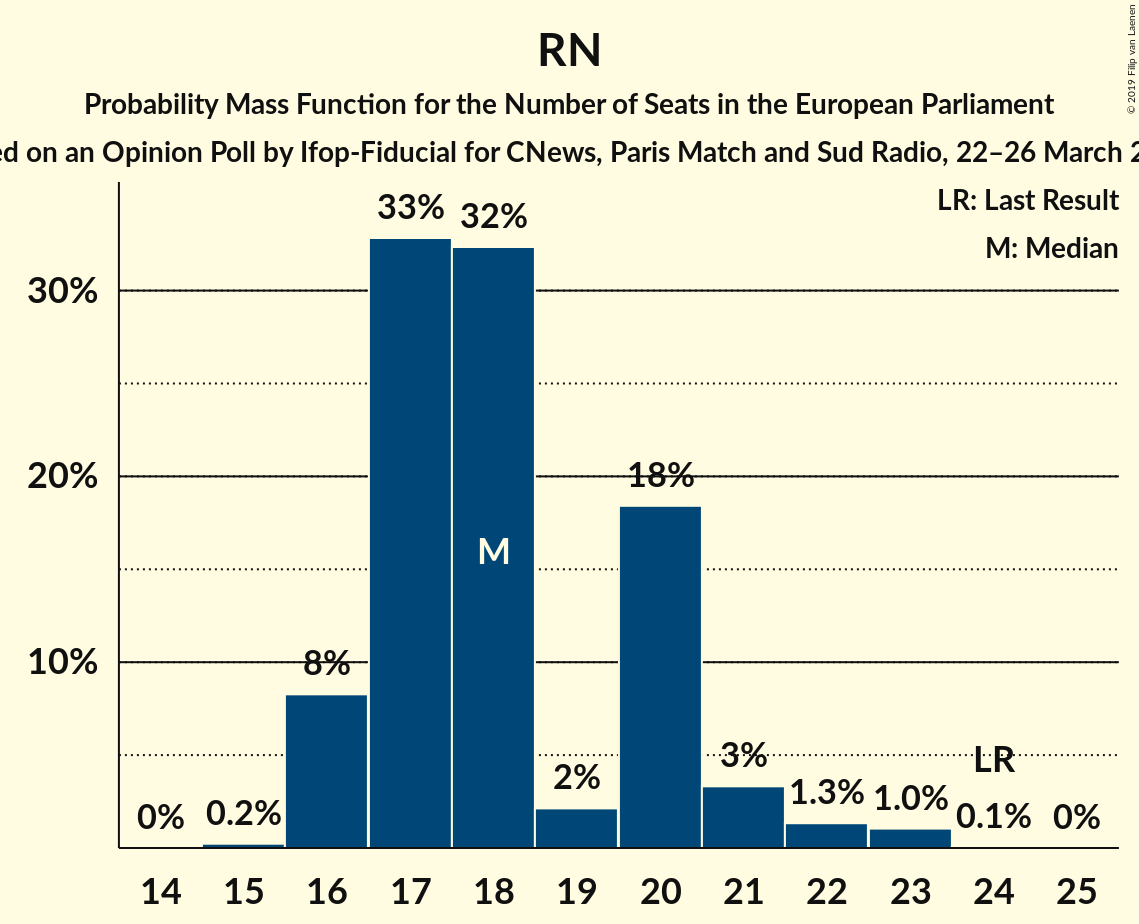 RN
Probability Mass Function for the Number of Seats in the European Parliament
on an Opinion Poll by Ifop-Fiducial for CNews, Paris Match and Sud Radio, 22–26 March
© 2019 Filip van Laenen
LR: Last Result
M: Median
33%
32%
30%
20%
18%
M
10%
8%
3%
LR
2%
1.3%
1.0%
0%
0.2%
0.1%
0%
14 15 16 17 18 19 20 21 22 23 24 25